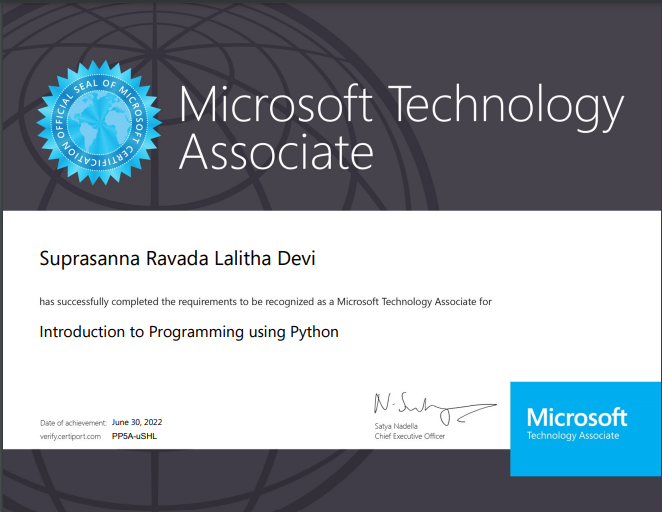 OFFICIAL SEAL OF MICROSOFT CERTIFICATION
Microsoft Technology
Associate
Suprasanna Ravada Lalitha Devi
has successfully completed the requirements to be recognized as a Microsoft Technology Associate for
Introduction to Programming using Python
Date of achievement: June 30, 2022
verify.certiport.com PP5A-uSHL
Satya Nadella
Chief Executive Officer
Microsoft
Technology Associate